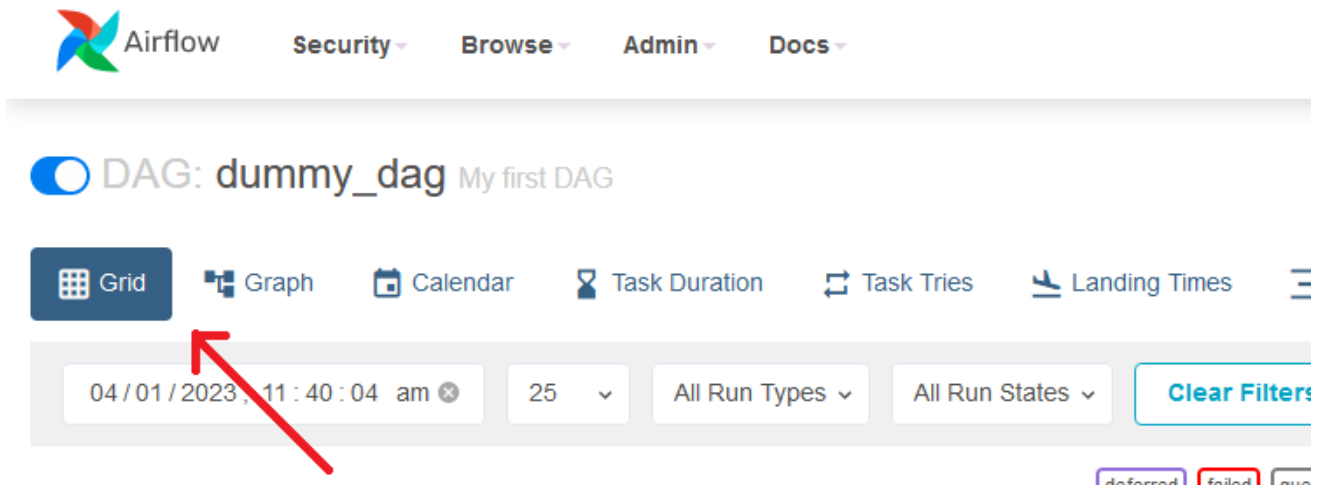 Airflow Security Browse Admin Docs
DAG: dummy_dag My first DAG
Grid Graph Calendar Task Duration Task Tries Landing Times
04/01/2023, 11:40:04 am 25 All Run Types All Run States Clear Filters
deferred failed